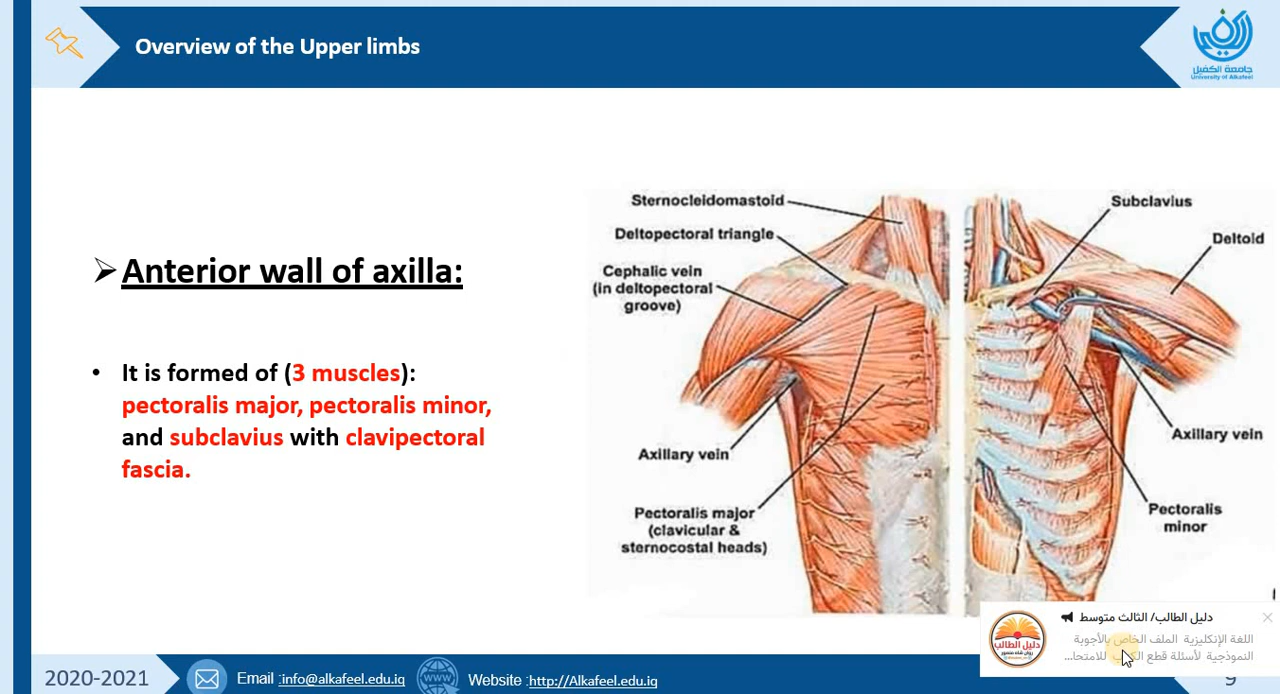 Overview of the Upper limbs
جامعة الكفيل
University of Alkafeel
Anterior wall of axilla:
• It is formed of (3 muscles):
pectoralis major, pectoralis minor,
and subclavius with clavipectoral
fascia.
Sternocleidomastoid
Deltopectoral triangle
Cephalic vein
(in deltopectoral
groove)
Axillary vein
Pectoralis major
(clavicular &
sternocostal heads)
Subclavius
Deltoid
Axillary vein
Pectoralis
minor
دليل الطالب/ الثالث متوسط
اللغة الإنكليزية الملف الخاص بالأجوبة
النموذجية لأسئلة قطع للامتحا...
دليل الطالب
2020-2021
Email :info@alkafeel.edu.iq
WWW
Website :http://Alkafeel.edu.iq
9